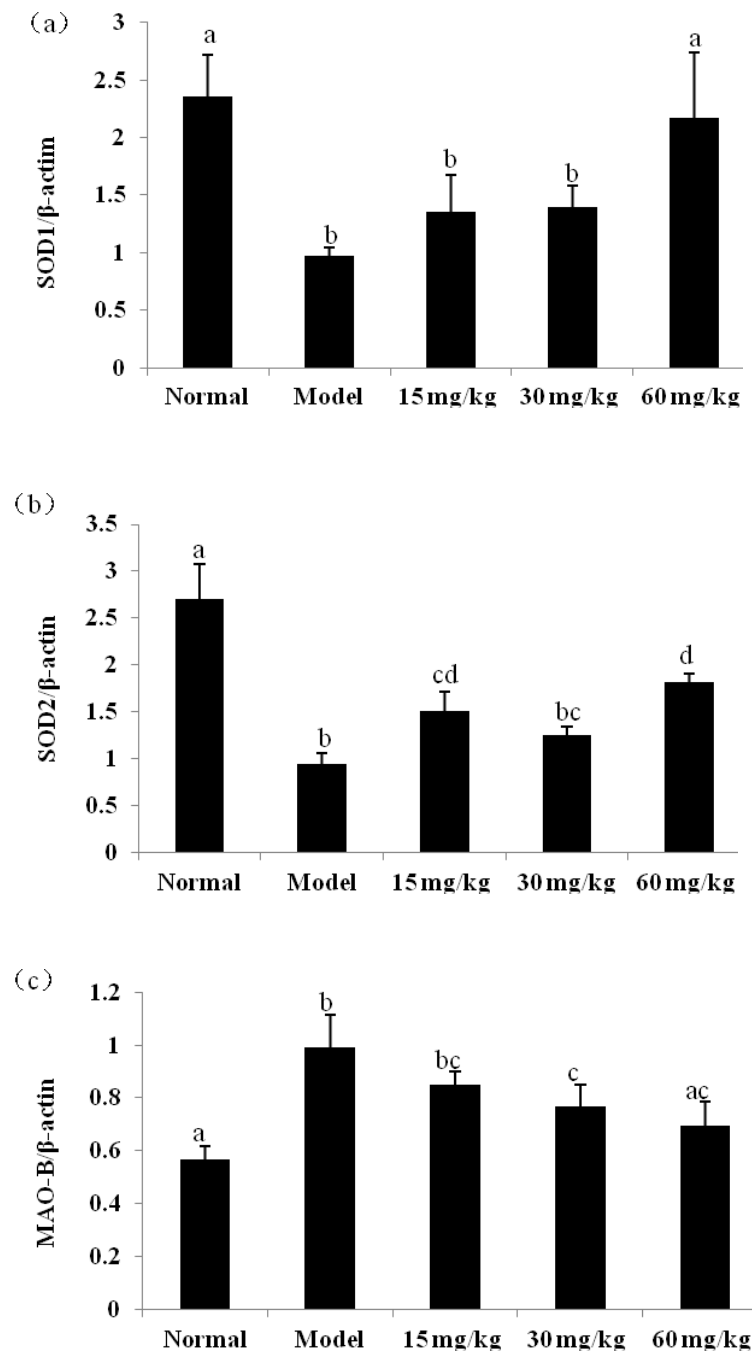 （a）
SOD1/β-actim
3
2.5
2
1.5
1
0.5
0
a
b
b
b
a
Normal Model 15 mg/kg 30 mg/kg 60 mg/kg
（b）
SOD2/β-actin
3.5
3
2.5
2
1.5
1
0.5
0
a
b
cd
bc
d
Normal Model 15 mg/kg 30 mg/kg 60 mg/kg
（c）
MAO-B/β-actin
1.2
1
0.8
0.6
0.4
0.2
0
a
b
bc
c
ac
Normal Model 15 mg/kg 30 mg/kg 60 mg/kg